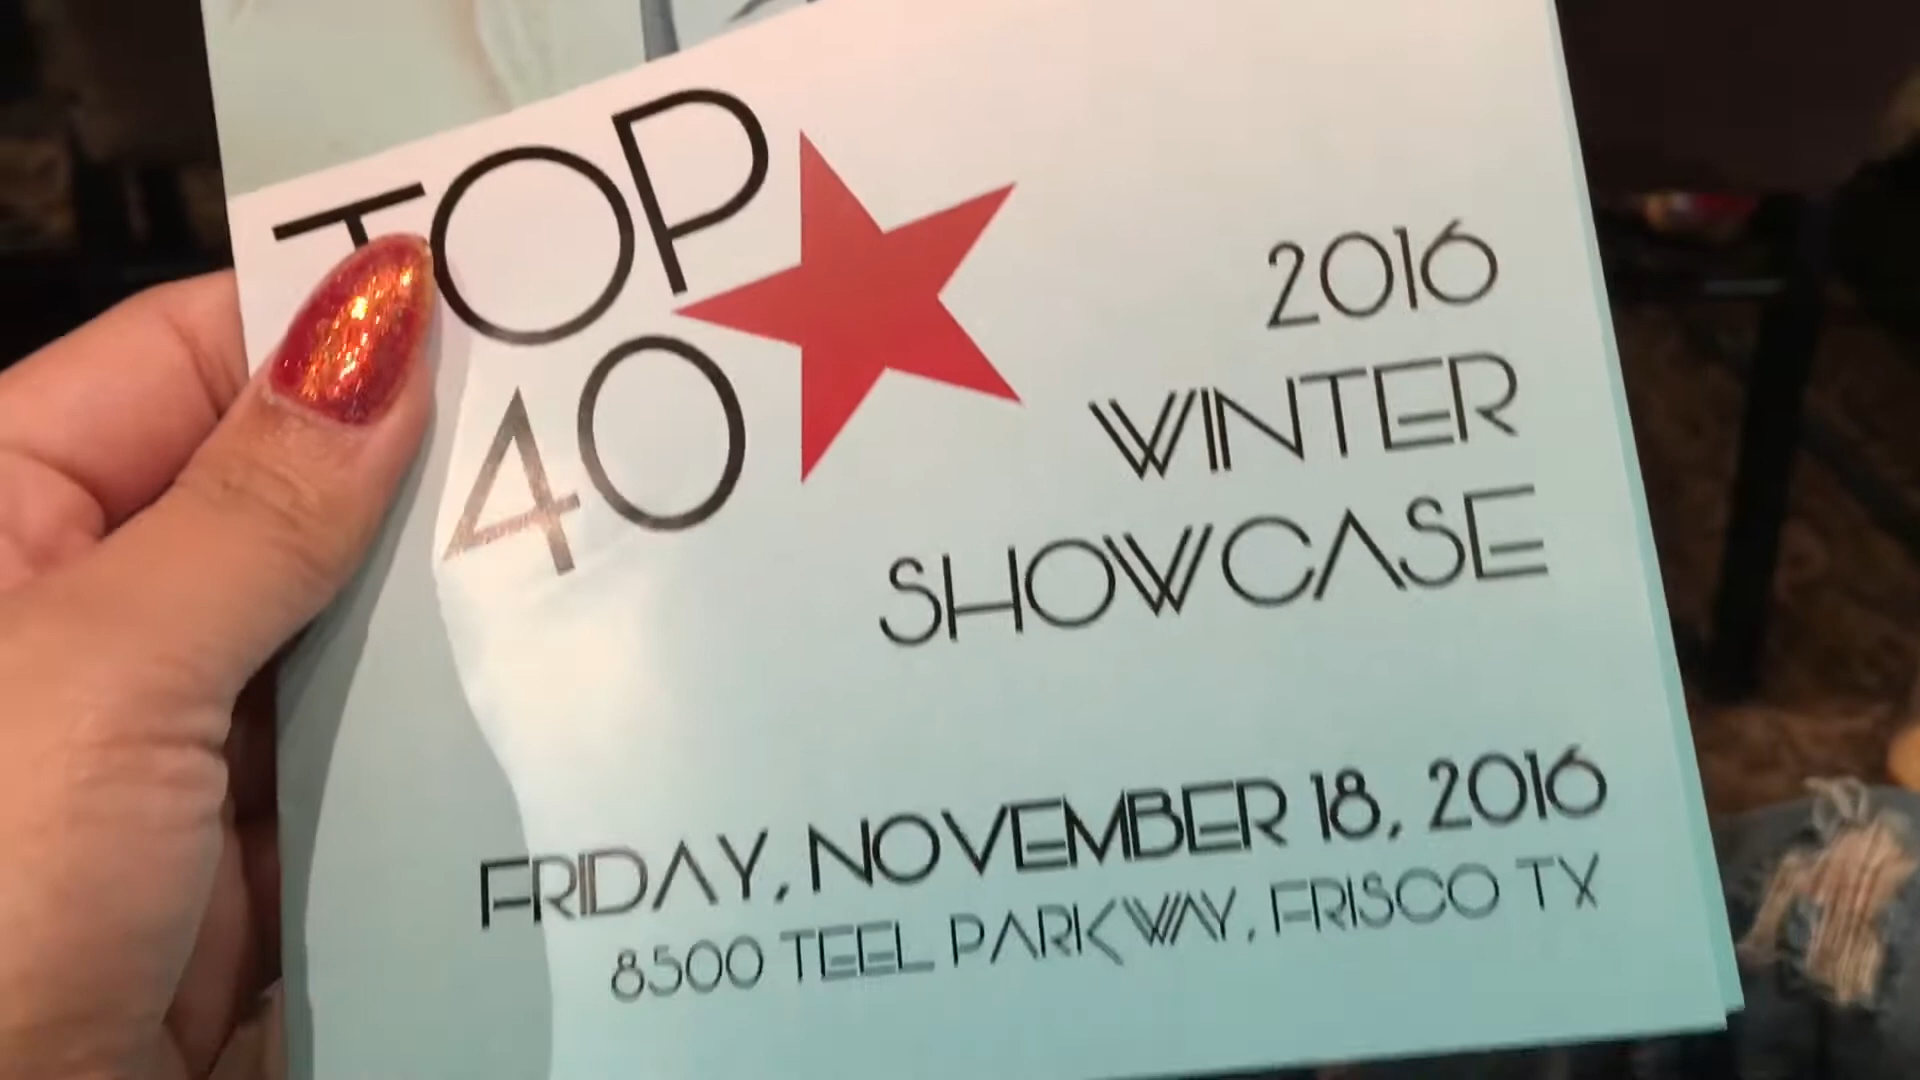 TOP
40
2016
WINTER
SHOWCASE
FRIDAY, NOVEMBER 18, 2016
8500 TEEL PARKWAY, FRISCO TX